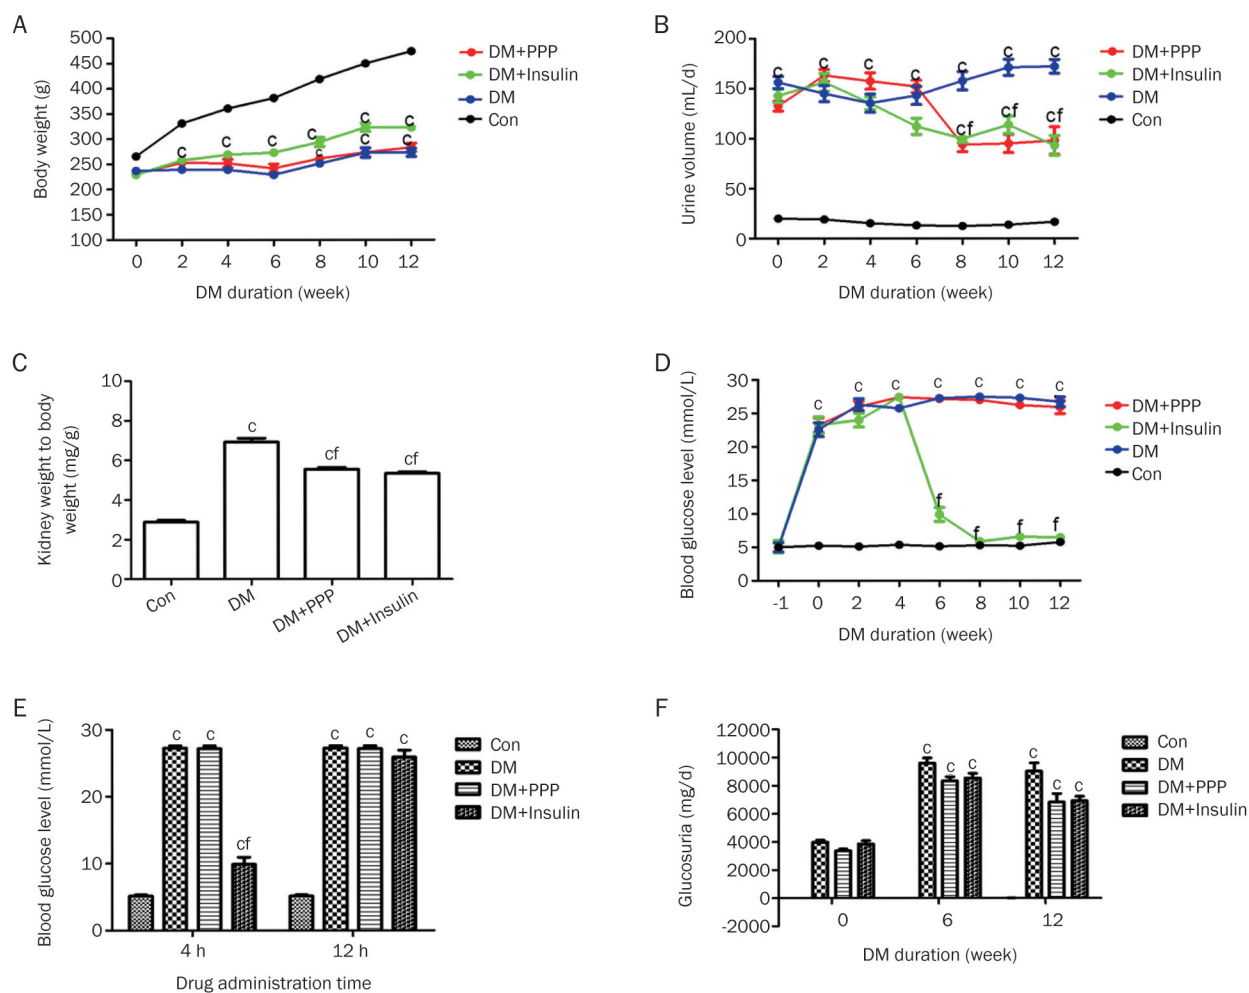 A
Body weight (g)
500
450
400
350
300
250
200
150
100
c c c c c c
c c c
0 2 4 6 8 10 12
DM duration (week)
DM+PPP
DM+Insulin
DM
Con
B
Urine volume (mL/d)
200
150
100
50
0
c c c c c c c
cf cf cf
0 2 4 6 8 10 12
DM duration (week)
DM+PPP
DM+Insulin
DM
Con
C
Kidney weight to body
weight (mg/g)
10
8
6
4
2
0
c cf cf
Con DM DM+PPP DM+Insulin
D
Blood glucose level (mmol/L)
30
25
20
15
10
5
0
c c c c c c c
f f f f
-1 0 2 4 6 8 10 12
DM duration (week)
DM+PPP
DM+Insulin
DM
Con
E
Blood glucose level (mmol/L)
30
20
10
0
c c cf c c c
4 h 12 h
Drug administration time
Con
DM
DM+PPP
DM+Insulin
F
Glucosuria (mg/d)
12000
10000
8000
6000
4000
2000
0
-2000
c c c c c c
0 6 12
DM duration (week)
Con
DM
DM+PPP
DM+Insulin